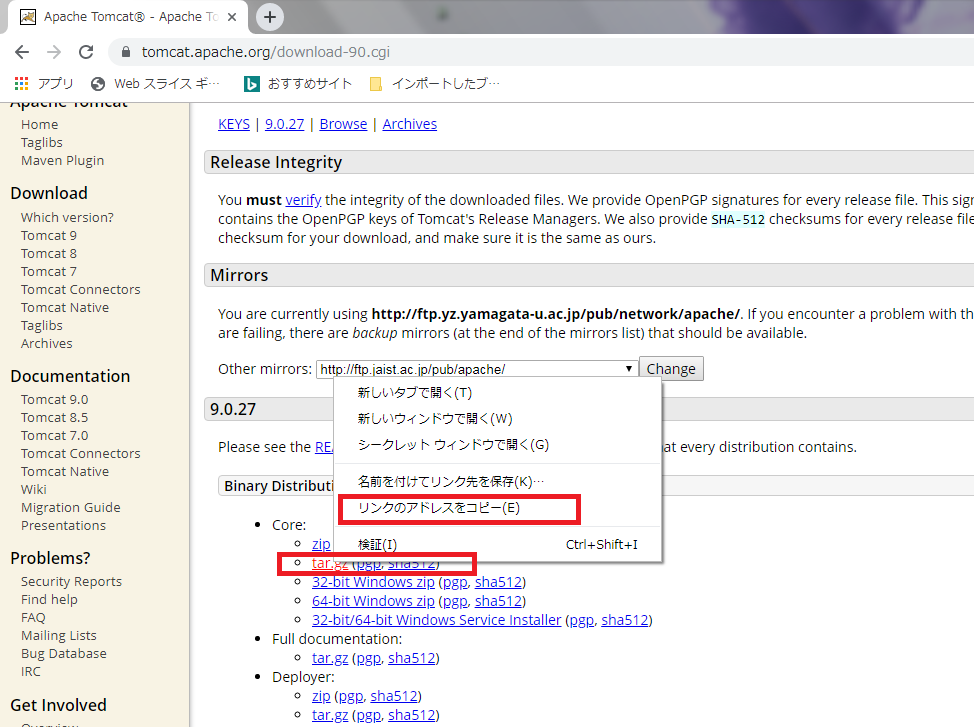 Apache Tomcat® - Apache To
tomcat.apache.org/download-90.cgi
アプリ
Web スライス ギ…
おすすめサイト
インポートしたブ…
Apache Tomcat
Home
Taglibs
Maven Plugin
Download
Which version?
Tomcat 9
Tomcat 8
Tomcat 7
Tomcat Connectors
Tomcat Native
Taglibs
Archives
Documentation
Tomcat 9.0
Tomcat 8.5
Tomcat 7.0
Tomcat Connectors
Tomcat Native
Wiki
Migration Guide
Presentations
Problems?
Security Reports
Find help
FAQ
Mailing Lists
Bug Database
IRC
Get Involved
Overview
KEYS | 9.0.27 | Browse | Archives
Release Integrity
You must verify the integrity of the downloaded files. We provide OpenPGP signatures for every release file. This sign
contains the OpenPGP keys of Tomcat's Release Managers. We also provide SHA-512 checksums for every release file
checksum for your download, and make sure it is the same as ours.
Mirrors
You are currently using http://ftp.yz.yamagata-u.ac.jp/pub/network/apache/. If you encounter a problem with th
are failing, there are backup mirrors (at the end of the mirrors list) that should be available.
Other mirrors: http://ftp.jaist.ac.jp/pub/apache/ Change
9.0.27
Please see the REA at every distribution contains.
Binary Distributi
新しいタブで開く(T)
新しいウィンドウで開く(W)
シークレット ウィンドウで開く(G)
名前を付けてリンク先を保存(K)…
リンクのアドレスをコピー(E)
検証(I) Ctrl+Shift+I
Core:
zip
tar.gz (pgp, sha512)
32-bit Windows zip (pgp, sha512)
64-bit Windows zip (pgp, sha512)
32-bit/64-bit Windows Service Installer (pgp, sha512)
Full documentation:
tar.gz (pgp, sha512)
Deployer:
zip (pgp, sha512)
tar.gz (pgp, sha512)